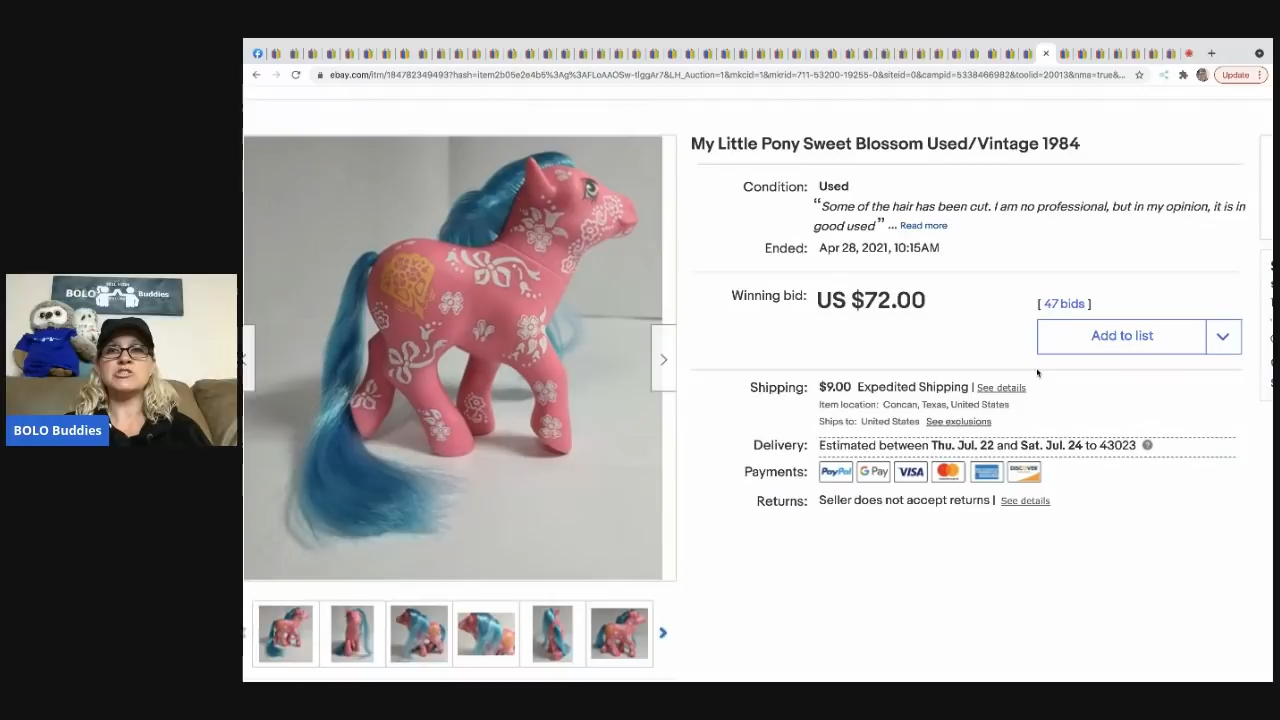 ebay.com/itm/184782349493?hash=item2b05e2e4b5%3Ag%3AFLoAAOSw-tIggAr7&LH_Auction=1&mkcid=1&mkrid=711-53200-19255-0&siteid=0&campid=5338466982&toolid=20013&nma=true&...
Update
My Little Pony Sweet Blossom Used/Vintage 1984
Condition: Used
“Some of the hair has been cut. I am no professional, but in my opinion, it is in
good used” ... Read more
Ended: Apr 28, 2021, 10:15AM
Winning bid: US $72.00 [ 47 bids ]
Add to list
Shipping: $9.00 Expedited Shipping | See details
Item location: Concan, Texas, United States
Ships to: United States See exclusions
Delivery: Estimated between Thu. Jul. 22 and Sat. Jul. 24 to 43023
Payments: PayPal G Pay VISA MasterCard DISCOVER
Returns: Seller does not accept returns | See details
BOLO Buddies
BOLO Buddies